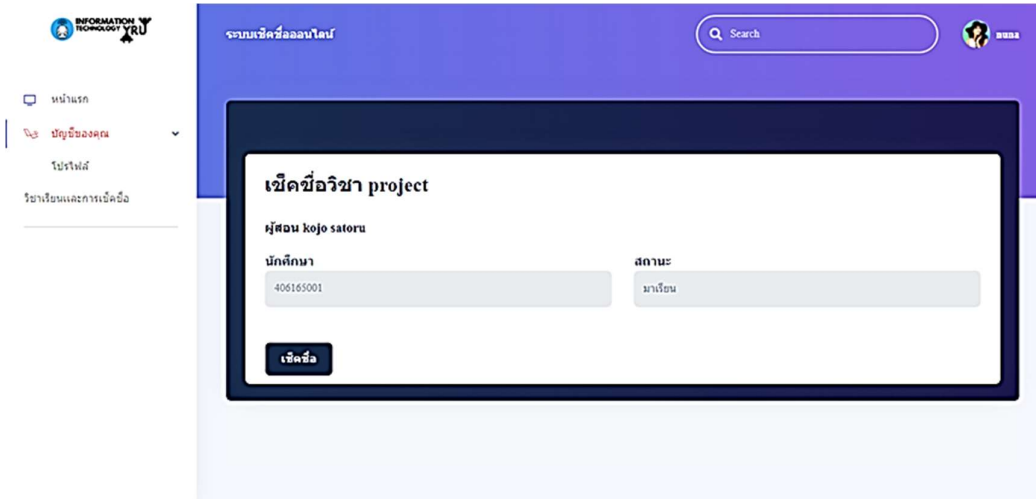 INFORMATION
TECHNOLOGY YRU
ระบบเช็คชื่อออนไลน์
Search
nuna
หน้าแรก
บัญชีของคุณ
โปรไฟล์
วิชาเรียนและการเช็คชื่อ
เช็คชื่อวิชา project
ผู้สอน kojo satoru
นักศึกษา
สถานะ
406165001
มาเรียน
เช็คชื่อ